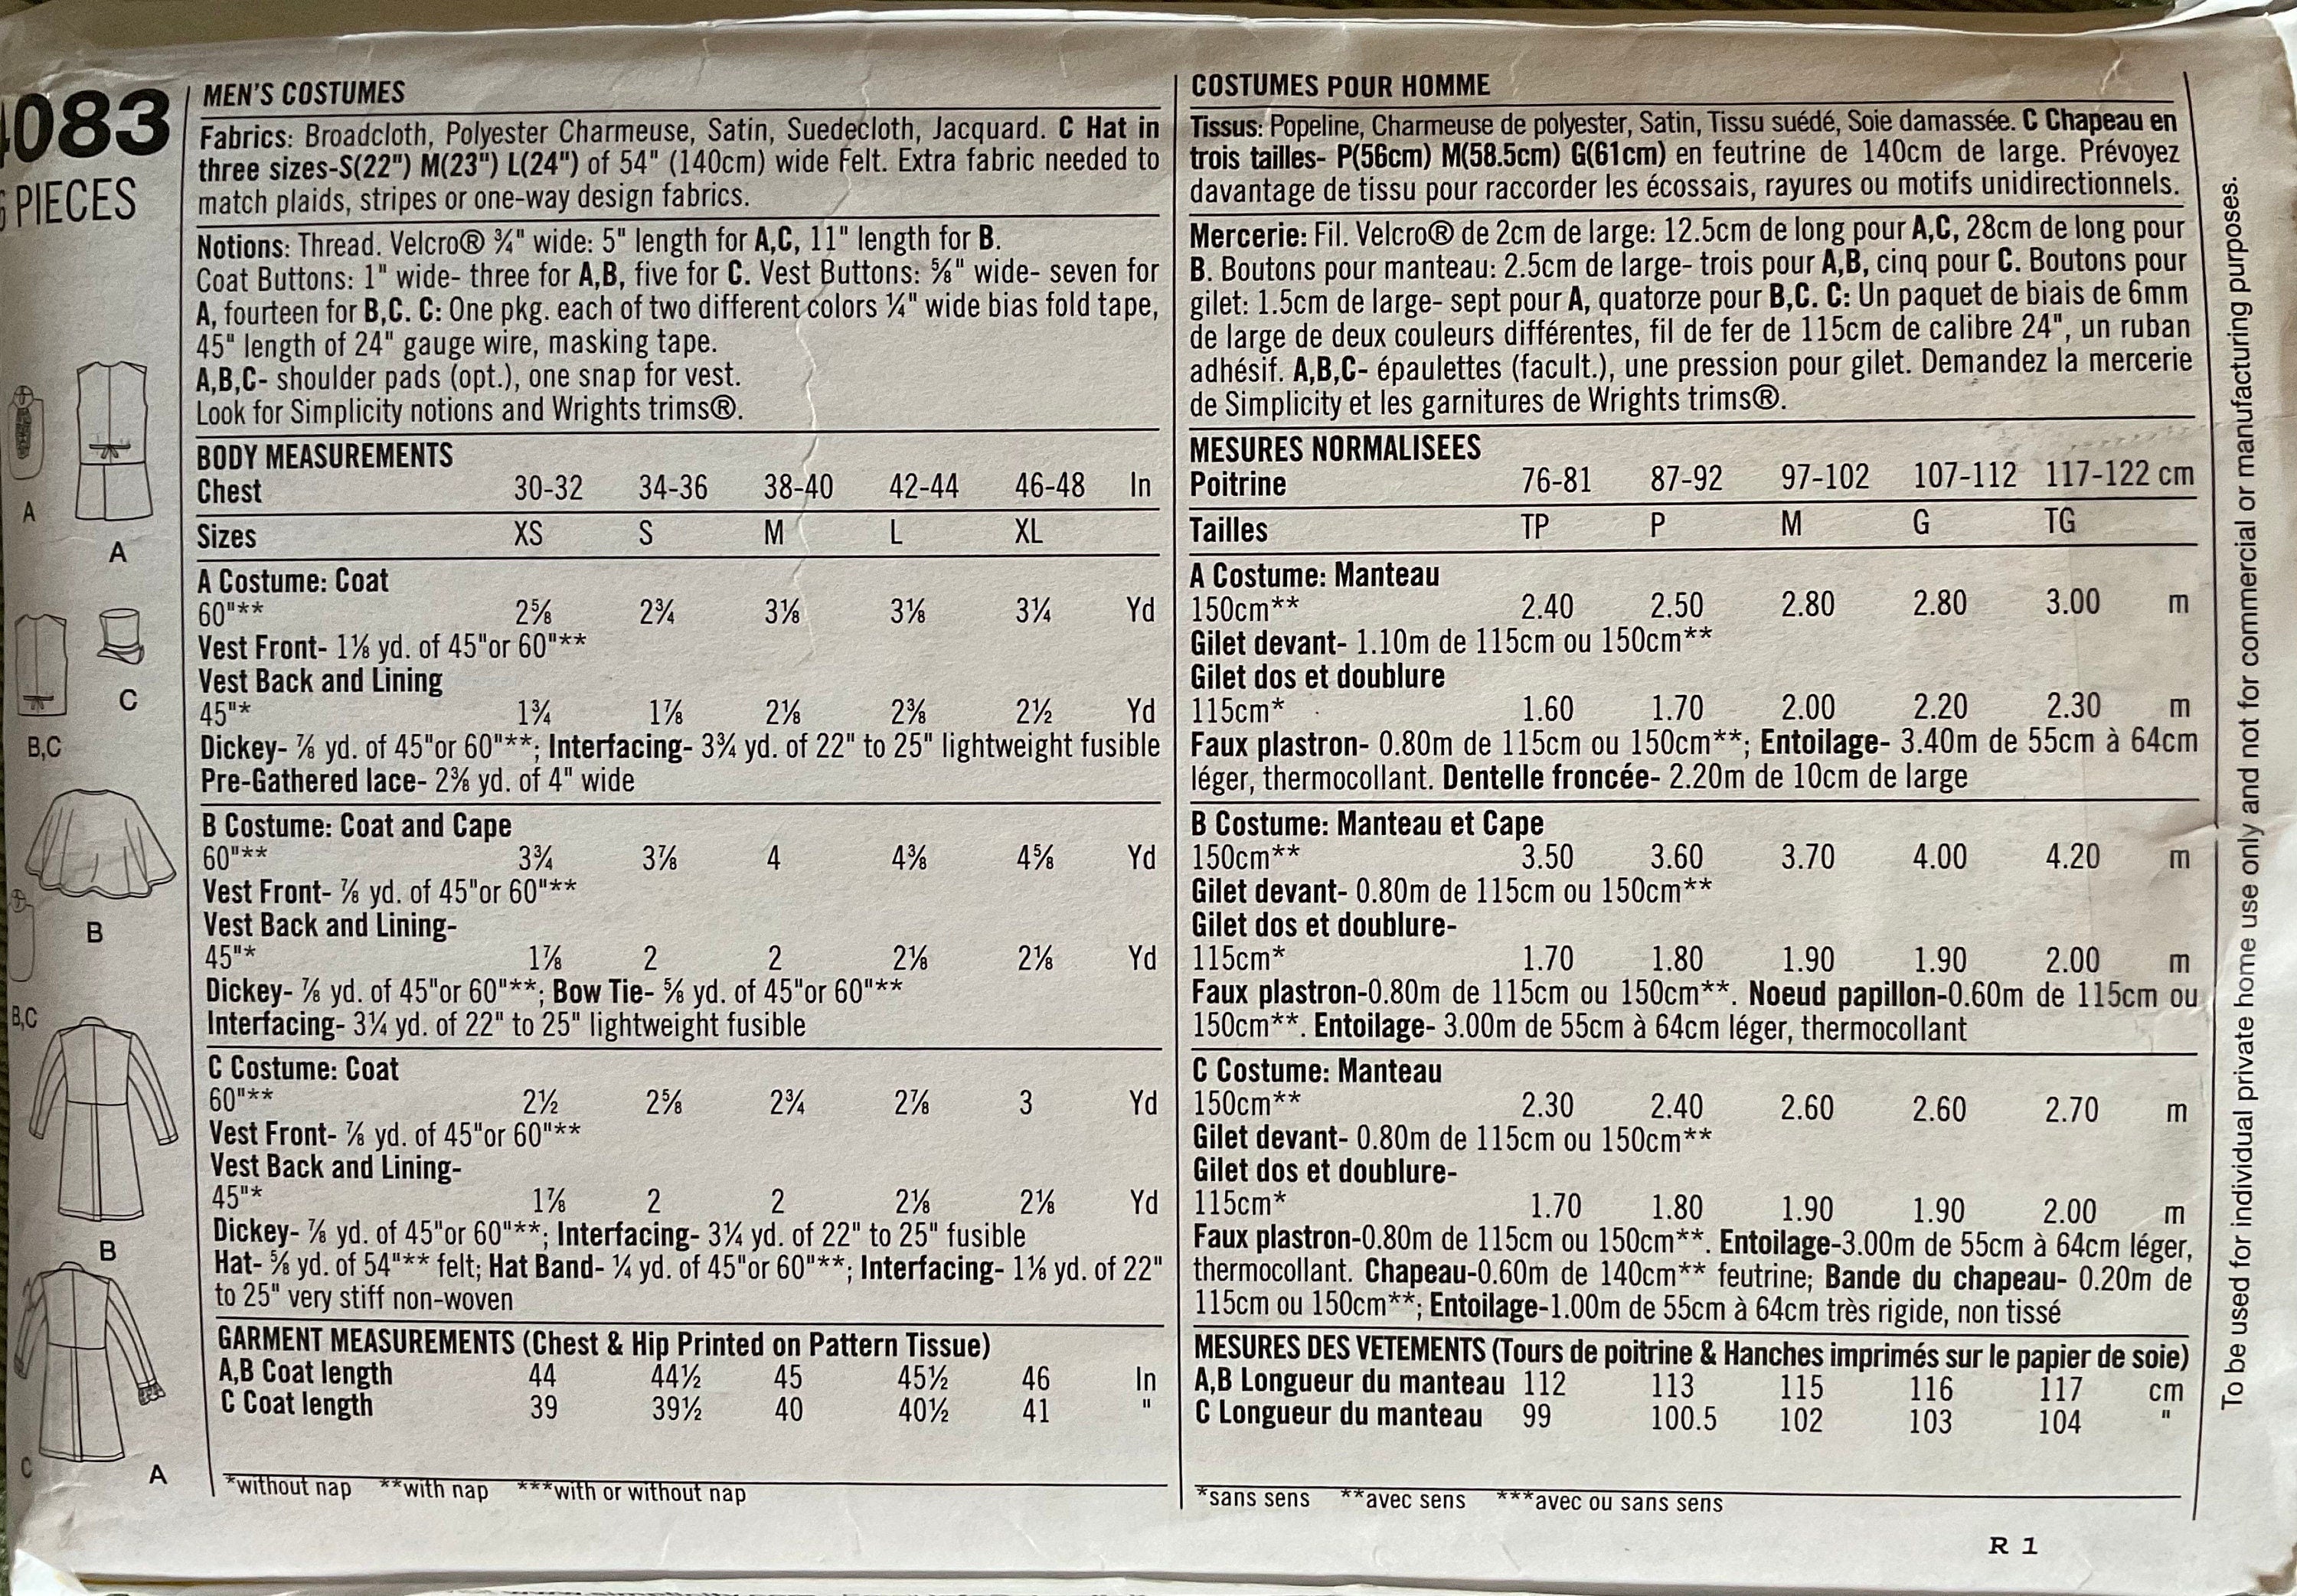 083
PIECES
A
A
C
B,C
B
B,C
B
C
A
MEN'S COSTUMES
Fabrics: Broadcloth, Polyester Charmeuse, Satin, Suedecloth, Jacquard. C Hat in
three sizes-S(22") M(23") L(24") of 54" (140cm) wide Felt. Extra fabric needed to
match plaids, stripes or one-way design fabrics.
Notions: Thread. Velcro® ¾" wide: 5" length for A,C, 11" length for B.
Coat Buttons: 1" wide- three for A,B, five for C. Vest Buttons: ⅝" wide- seven for
A, fourteen for B,C. C: One pkg. each of two different colors ¼" wide bias fold tape,
45" length of 24" gauge wire, masking tape.
A,B,C- shoulder pads (opt.), one snap for vest.
Look for Simplicity notions and Wrights trims®.
BODY MEASUREMENTS
Chest 30-32 34-36 38-40 42-44 46-48 In
Sizes XS S M L XL
A Costume: Coat
60"** 2⅝ 2¾ 3⅛ 3⅛ 3¼ Yd
Vest Front- 1⅛ yd. of 45"or 60"**
Vest Back and Lining
45"* 1¾ 1⅞ 2⅛ 2⅜ 2½ Yd
Dickey- ⅞ yd. of 45"or 60"**; Interfacing- 3¾ yd. of 22" to 25" lightweight fusible
Pre-Gathered lace- 2⅜ yd. of 4" wide
B Costume: Coat and Cape
60"** 3¾ 3⅞ 4 4⅜ 4⅝ Yd
Vest Front- ⅞ yd. of 45"or 60"**
Vest Back and Lining-
45"* 1⅞ 2 2 2⅛ 2⅛ Yd
Dickey- ⅞ yd. of 45"or 60"**; Bow Tie- ⅝ yd. of 45"or 60"**
Interfacing- 3¼ yd. of 22" to 25" lightweight fusible
C Costume: Coat
60"** 2½ 2⅝ 2¾ 2⅞ 3 Yd
Vest Front- ⅞ yd. of 45"or 60"**
Vest Back and Lining-
45"* 1⅞ 2 2 2⅛ 2⅛ Yd
Dickey- ⅞ yd. of 45"or 60"**; Interfacing- 3¼ yd. of 22" to 25" fusible
Hat- ⅝ yd. of 54"** felt; Hat Band- ¼ yd. of 45"or 60"**; Interfacing- 1⅛ yd. of 22"
to 25" very stiff non-woven
GARMENT MEASUREMENTS (Chest & Hip Printed on Pattern Tissue)
A,B Coat length 44 44½ 45 45½ 46 In
C Coat length 39 39½ 40 40½ 41 "
*without nap **with nap ***with or without nap
COSTUMES POUR HOMME
Tissus: Popeline, Charmeuse de polyester, Satin, Tissu suédé, Soie damassée. C Chapeau en
trois tailles- P(56cm) M(58.5cm) G(61cm) en feutrine de 140cm de large. Prévoyez
davantage de tissu pour raccorder les écossais, rayures ou motifs unidirectionnels.
Mercerie: Fil. Velcro® de 2cm de large: 12.5cm de long pour A,C, 28cm de long pour
B. Boutons pour manteau: 2.5cm de large- trois pour A,B, cinq pour C. Boutons pour
gilet: 1.5cm de large- sept pour A, quatorze pour B,C. C: Un paquet de biais de 6mm
de large de deux couleurs différentes, fil de fer de 115cm de calibre 24", un ruban
adhésif. A,B,C- épaulettes (facult.), une pression pour gilet. Demandez la mercerie
de Simplicity et les garnitures de Wrights trims®.
MESURES NORMALISEES
Poitrine 76-81 87-92 97-102 107-112 117-122 cm
Tailles TP P M G TG
A Costume: Manteau
150cm** 2.40 2.50 2.80 2.80 3.00 m
Gilet devant- 1.10m de 115cm ou 150cm**
Gilet dos et doublure
115cm* 1.60 1.70 2.00 2.20 2.30 m
Faux plastron- 0.80m de 115cm ou 150cm**; Entoilage- 3.40m de 55cm à 64cm
léger, thermocollant. Dentelle froncée- 2.20m de 10cm de large
B Costume: Manteau et Cape
150cm** 3.50 3.60 3.70 4.00 4.20 m
Gilet devant- 0.80m de 115cm ou 150cm**
Gilet dos et doublure-
115cm* 1.70 1.80 1.90 1.90 2.00 m
Faux plastron-0.80m de 115cm ou 150cm**. Noeud papillon-0.60m de 115cm ou
150cm**. Entoilage- 3.00m de 55cm à 64cm léger, thermocollant
C Costume: Manteau
150cm** 2.30 2.40 2.60 2.60 2.70 m
Gilet devant- 0.80m de 115cm ou 150cm**
Gilet dos et doublure-
115cm* 1.70 1.80 1.90 1.90 2.00 m
Faux plastron-0.80m de 115cm ou 150cm**. Entoilage-3.00m de 55cm à 64cm léger,
thermocollant. Chapeau-0.60m de 140cm** feutrine; Bande du chapeau- 0.20m de
115cm ou 150cm**; Entoilage-1.00m de 55cm à 64cm très rigide, non tissé
MESURES DES VETEMENTS (Tours de poitrine & Hanches imprimés sur le papier de soie)
A,B Longueur du manteau 112 113 115 116 117 cm
C Longueur du manteau 99 100.5 102 103 104 "
*sans sens **avec sens ***avec ou sans sens
R 1
To be used for individual private home use only and not for commercial or manufacturing purposes.